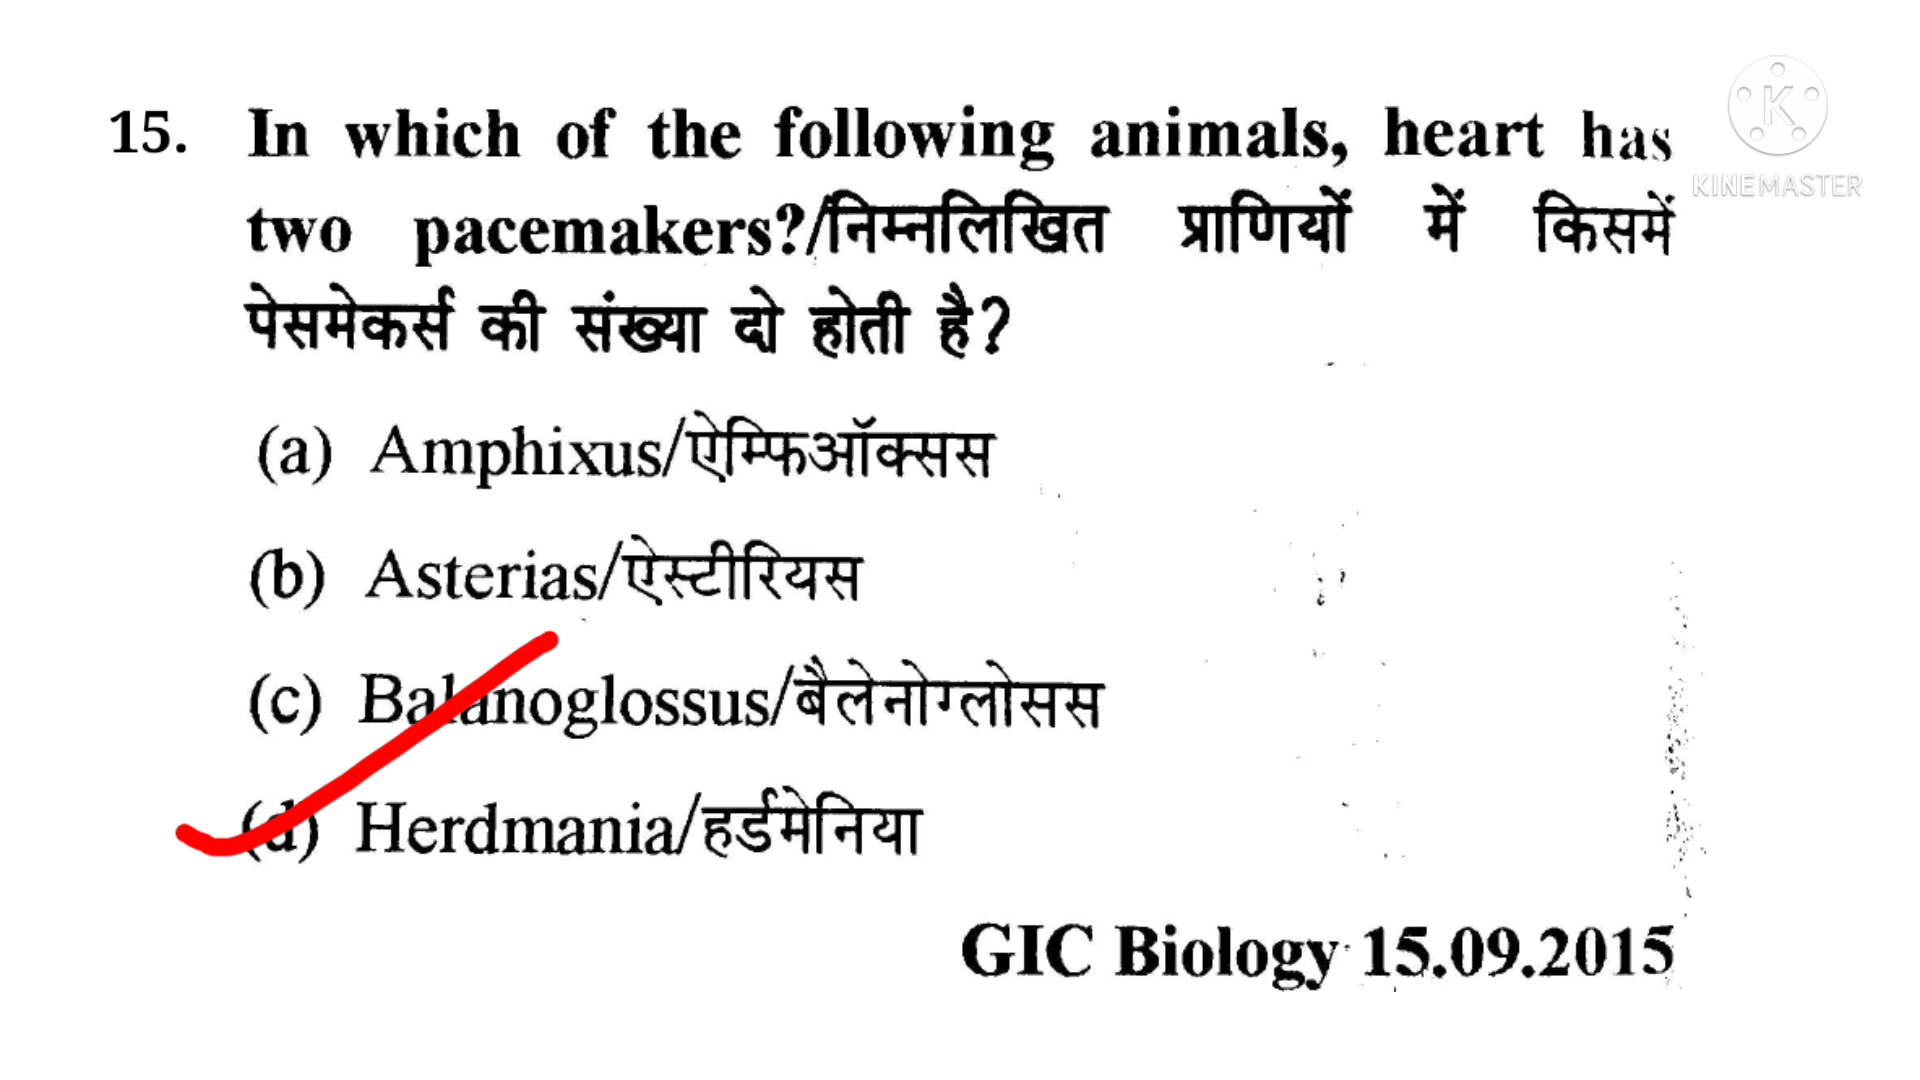 15. In which of the following animals, heart has
two pacemakers?/निम्नलिखित प्राणियों में किसमें
पेसमेकर्स की संख्या दो होती है?
(a) Amphixus/ऐम्फिऑक्सस
(b) Asterias/ऐस्टीरियस
(c) Balanoglossus/बैलेनोग्लोसस
(d) Herdmania/हर्डमेनिया
GIC Biology 15.09.2015
K
KINEMASTER